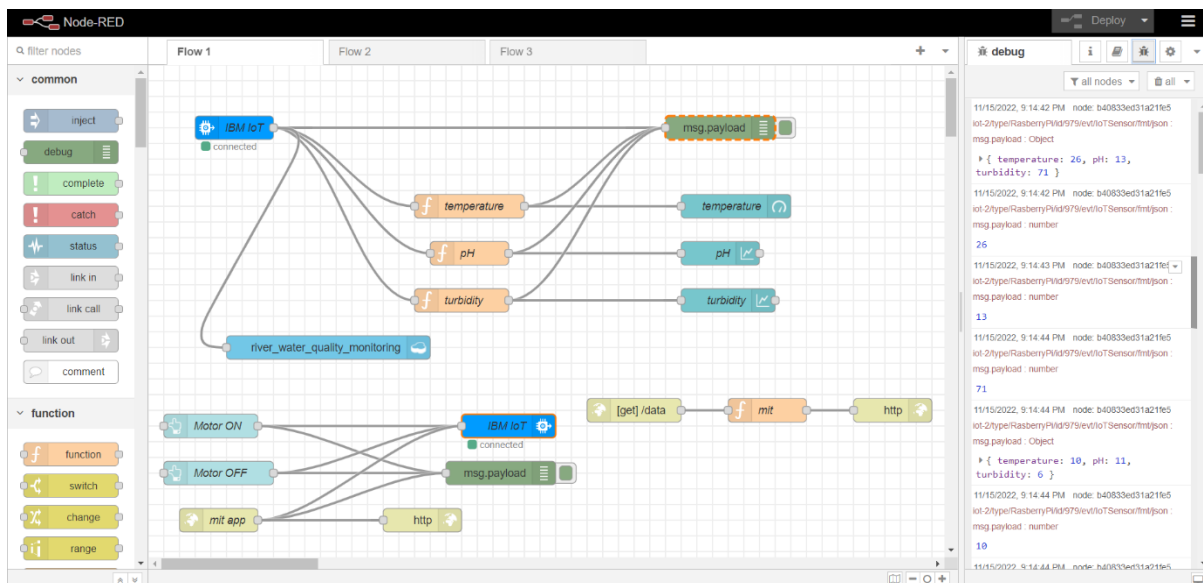 Node-RED
Deploy
filter nodes
common
inject
debug
complete
catch
status
link in
link call
link out
comment
function
function
switch
change
range
Flow 1
Flow 2
Flow 3
IBM IoT
connected
msg.payload
temperature
temperature
pH
pH
turbidity
turbidity
river_water_quality_monitoring
[get] /data
mit
http
Motor ON
IBM IoT
connected
Motor OFF
msg.payload
mit app
http
debug
all nodes
all
11/15/2022, 9:14:42 PM node: b40833ed31a21fe5
iot-2/type/RasberryPi/id/979/evt/IoTSensor/fmt/json :
msg.payload : Object
{ temperature: 26, pH: 13,
turbidity: 71 }
11/15/2022, 9:14:42 PM node: b40833ed31a21fe5
iot-2/type/RasberryPi/id/979/evt/IoTSensor/fmt/json :
msg.payload : number
26
11/15/2022, 9:14:43 PM node: b40833ed31a21fe5
iot-2/type/RasberryPi/id/979/evt/IoTSensor/fmt/json :
msg.payload : number
13
11/15/2022, 9:14:43 PM node: b40833ed31a21fe5
iot-2/type/RasberryPi/id/979/evt/IoTSensor/fmt/json :
msg.payload : number
71
11/15/2022, 9:14:44 PM node: b40833ed31a21fe5
iot-2/type/RasberryPi/id/979/evt/IoTSensor/fmt/json :
msg.payload : Object
{ temperature: 10, pH: 11,
turbidity: 6 }
11/15/2022, 9:14:44 PM node: b40833ed31a21fe5
iot-2/type/RasberryPi/id/979/evt/IoTSensor/fmt/json :
msg.payload : number
10
11/15/2022, 9:14:44 PM node: b40833ed31a21fe5